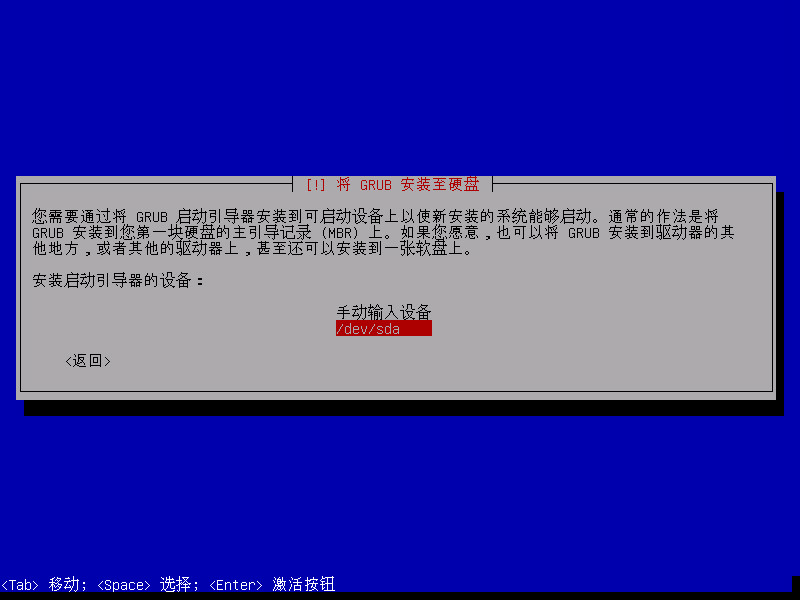 [!] 将 GRUB 安装至硬盘
您需要通过将 GRUB 启动引导器安装到可启动设备上以使新安装的系统能够启动。通常的作法是将
GRUB 安装到您第一块硬盘的主引导记录 (MBR) 上。如果您愿意，也可以将 GRUB 安装到驱动器的其
他地方，或者其他的驱动器上，甚至还可以安装到一张软盘上。
安装启动引导器的设备：
手动输入设备
/dev/sda
<返回>
<Tab> 移动; <Space> 选择; <Enter> 激活按钮